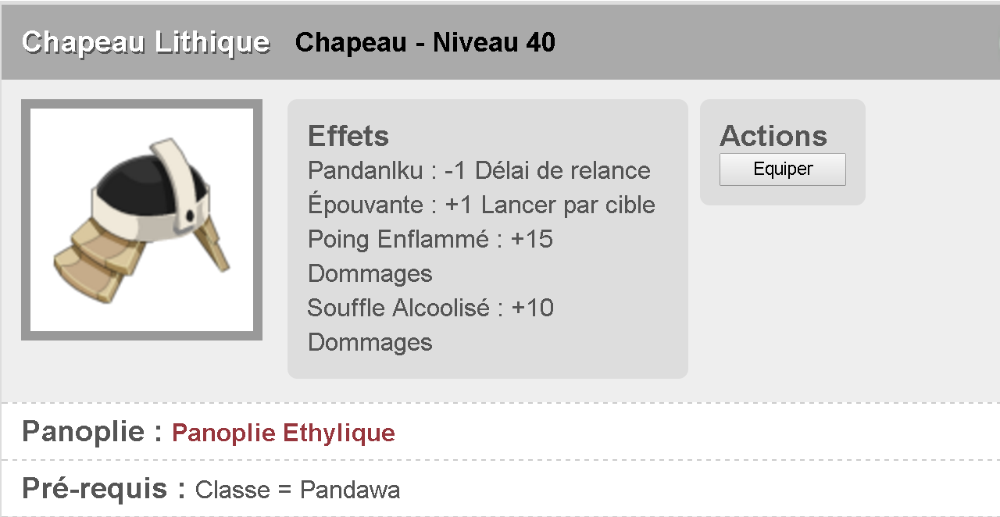 Chapeau Lithique Chapeau - Niveau 40
Effets
Pandanlku : -1 Délai de relance
Épouvante : +1 Lancer par cible
Poing Enflammé : +15
Dommages
Souffle Alcoolisé : +10
Dommages
Actions
Equiper
Panoplie : Panoplie Ethylique
Pré-requis : Classe = Pandawa